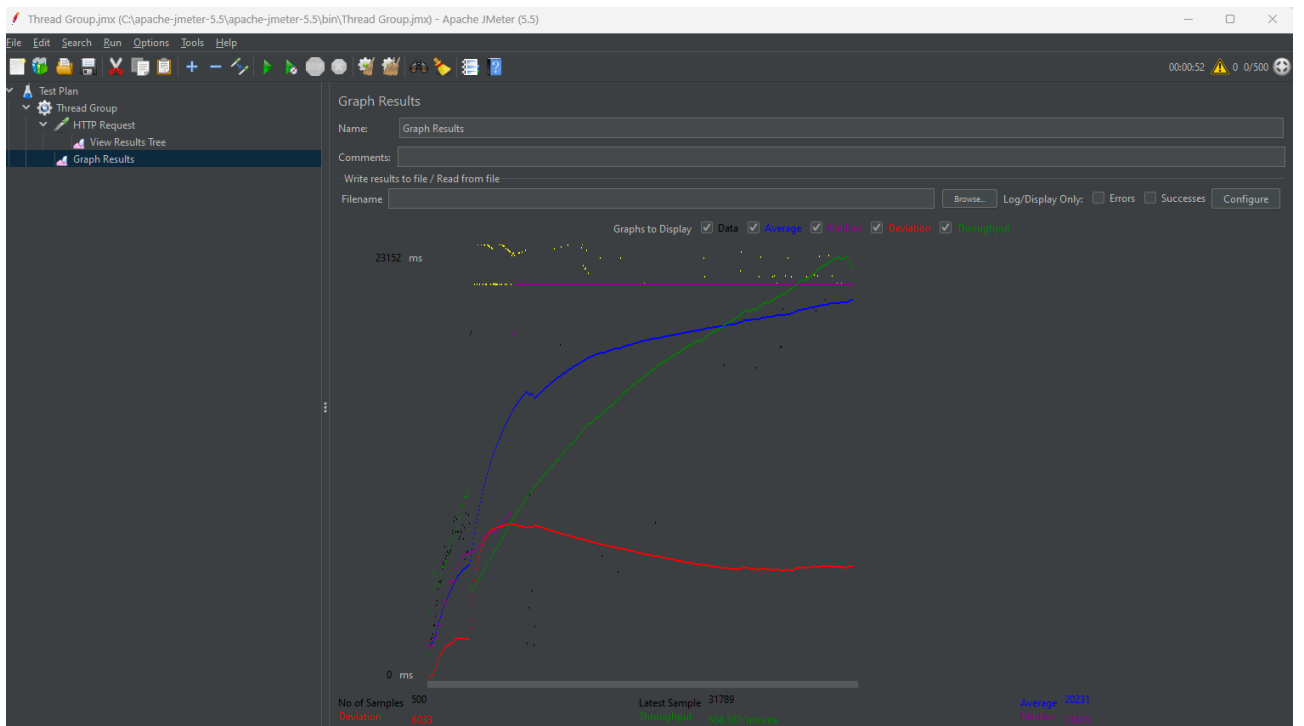 Thread Group.jmx (C:\apache-jmeter-5.5\apache-jmeter-5.5\bin\Thread Group.jmx) - Apache JMeter (5.5)
File Edit Search Run Options Tools Help
00:00:52 0 0/500
Test Plan
Thread Group
HTTP Request
View Results Tree
Graph Results
Graph Results
Name: Graph Results
Comments:
Write results to file / Read from file
Filename Browse... Log/Display Only: Errors Successes Configure
Graphs to Display Data Average Median Deviation Throughput
23152 ms
0 ms
No of Samples 500 Latest Sample 31789 Average 20231
Deviation 6033 Throughput